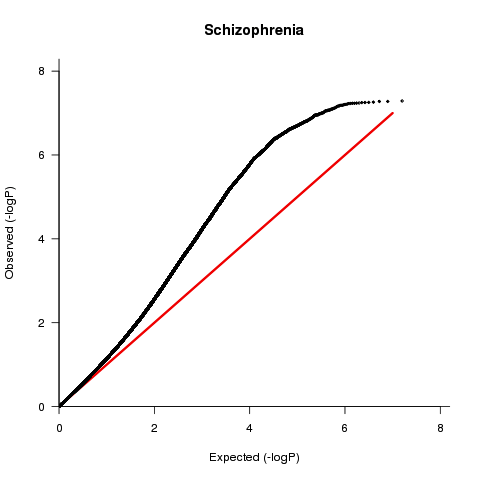 Schizophrenia
8
6
4
2
0
Observed (-logP)
0 2 4 6 8
Expected (-logP)